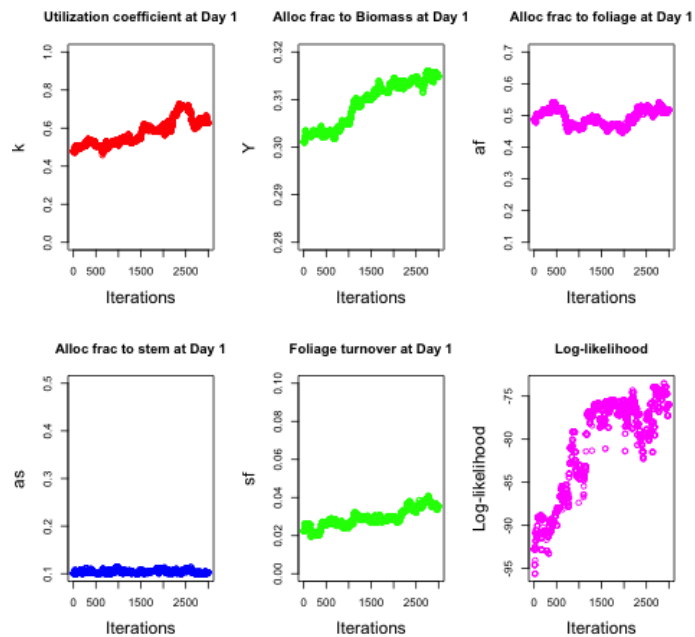 Utilization coefficient at Day 1
Alloc frac to Biomass at Day 1
Alloc frac to foliage at Day 1
k
0.0 0.2 0.4 0.6 0.8 1.0
0 500 1500 2500
Iterations
Y
0.28 0.29 0.30 0.31 0.32
0 500 1500 2500
Iterations
af
0.1 0.2 0.3 0.4 0.5 0.6 0.7
0 500 1500 2500
Iterations
Alloc frac to stem at Day 1
Foliage turnover at Day 1
Log-likelihood
as
0.1 0.2 0.3 0.4 0.5
0 500 1500 2500
Iterations
sf
0.00 0.02 0.04 0.06 0.08 0.10
0 500 1500 2500
Iterations
Log-likelihood
-95 -90 -85 -80 -75
0 500 1500 2500
Iterations